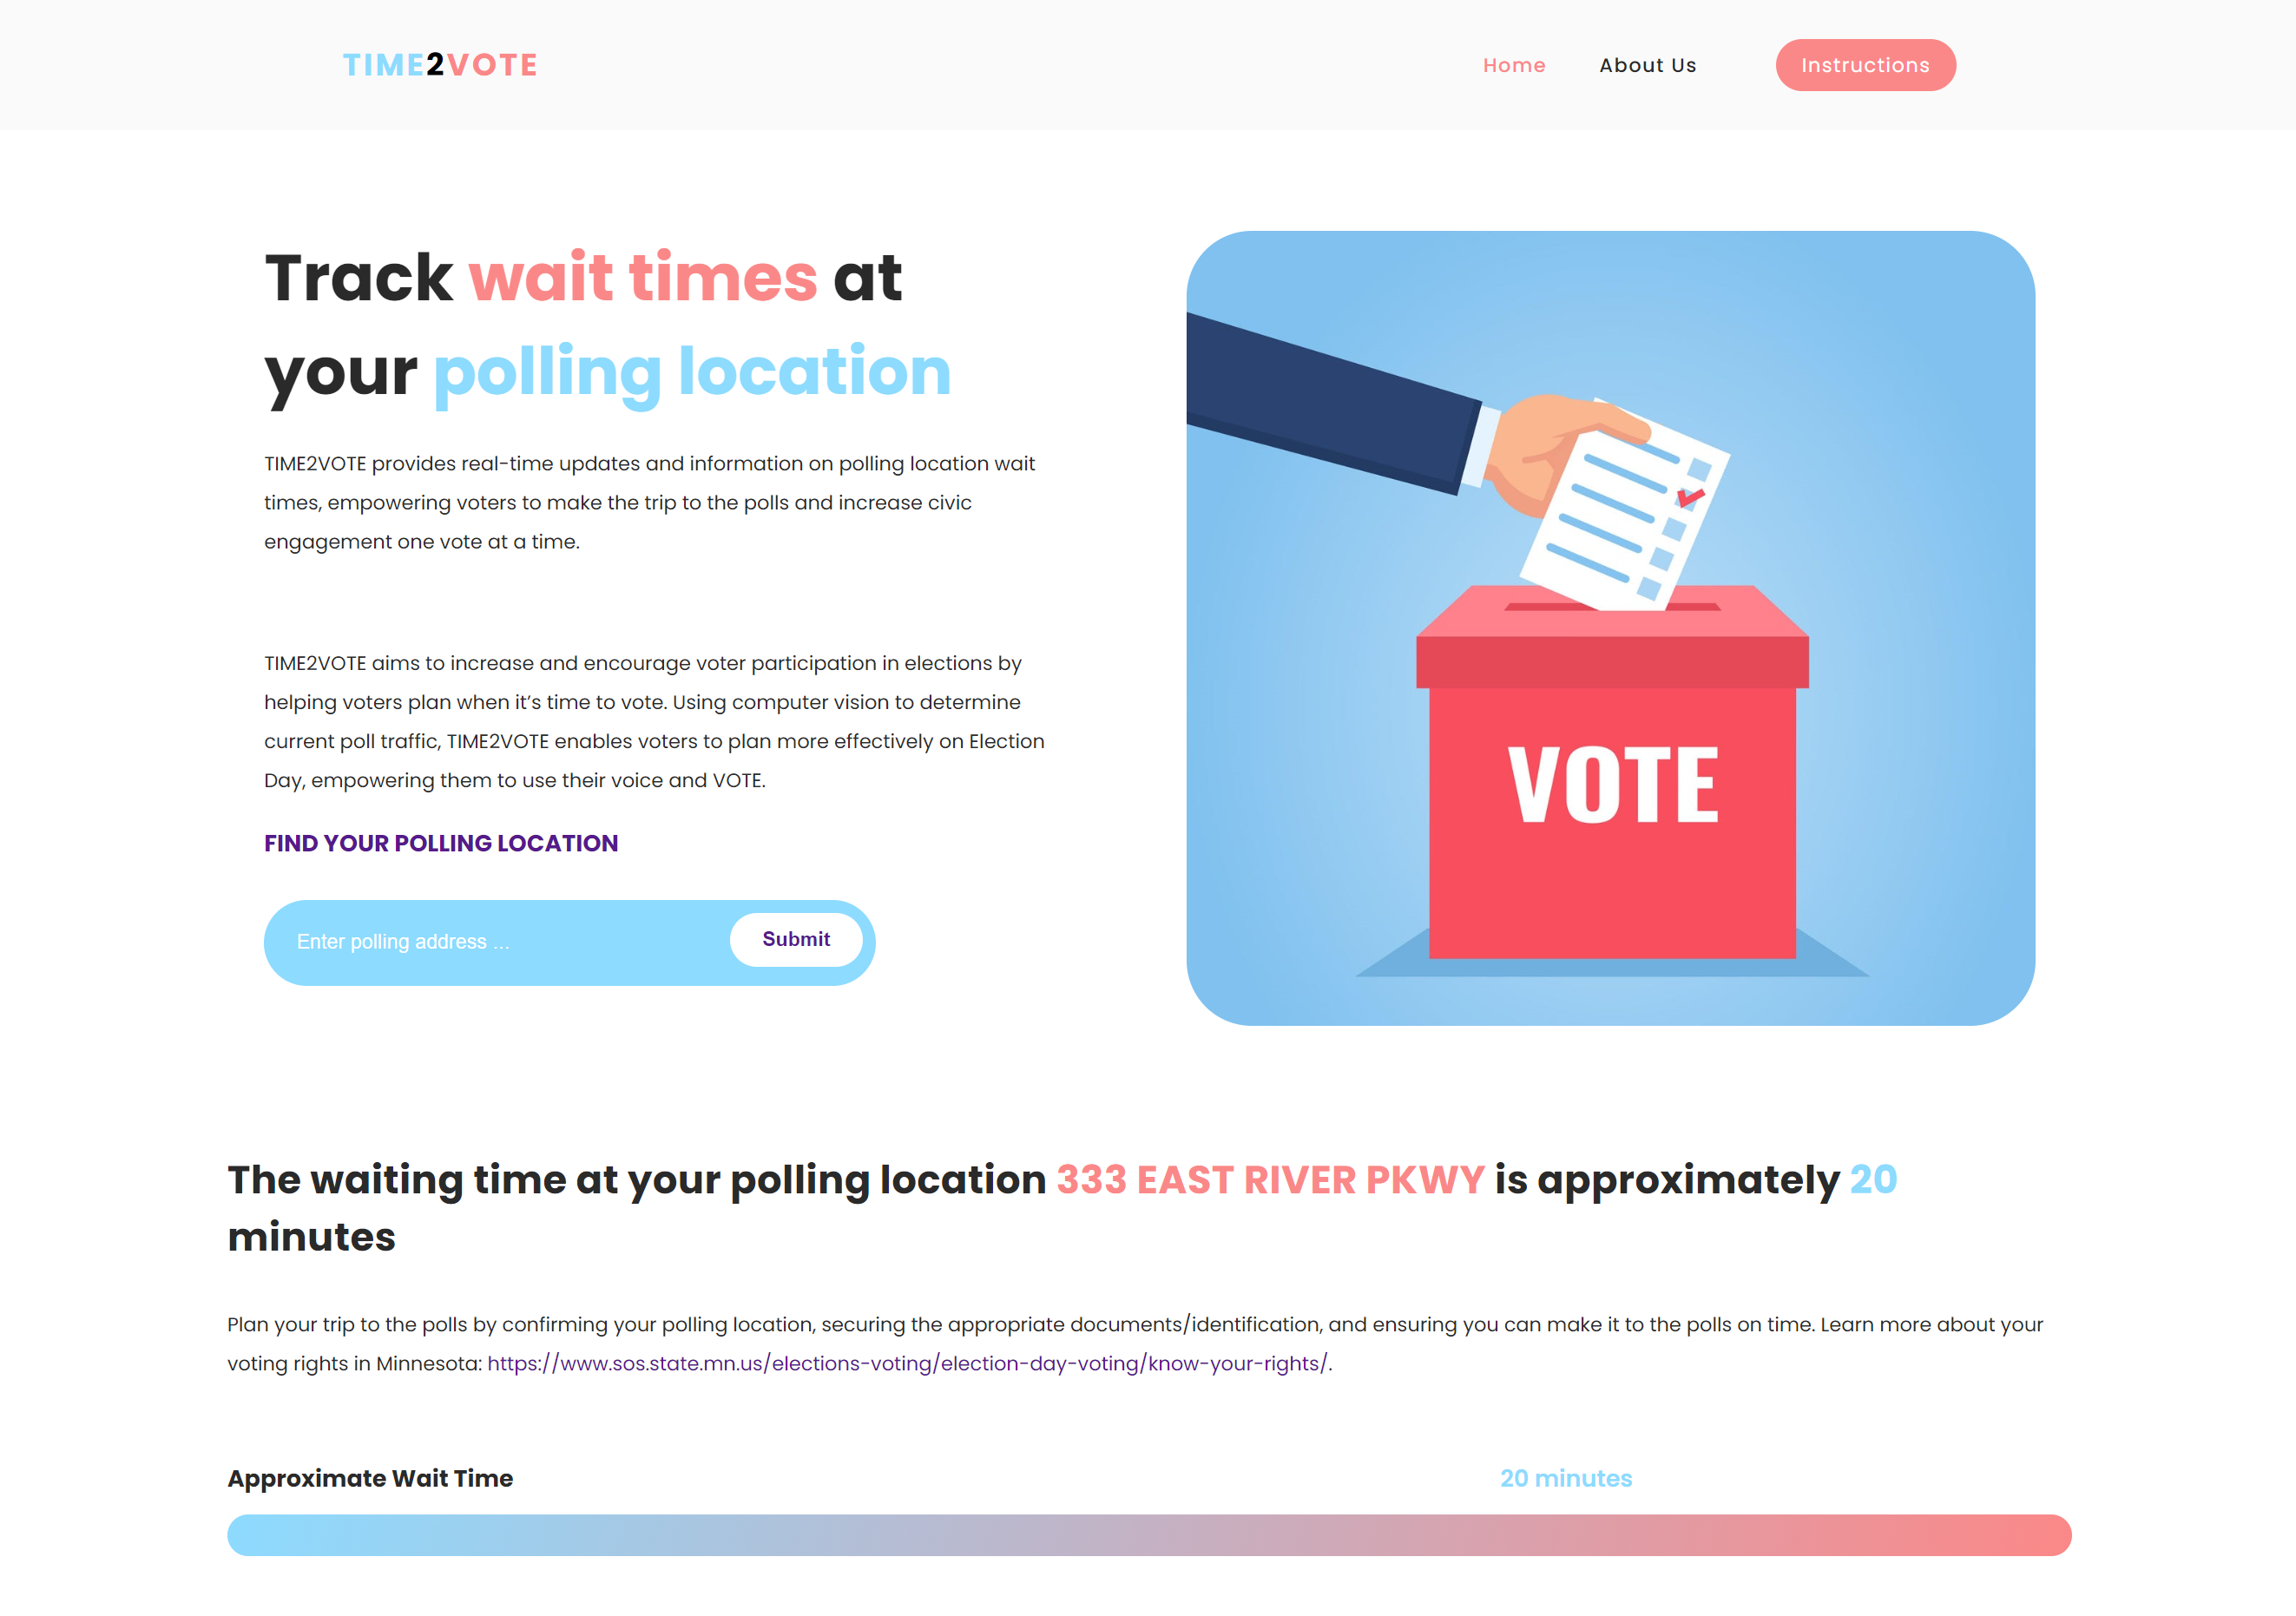 TIME2VOTE
Home
About Us
Instructions
Track wait times at
your polling location
TIME2VOTE provides real-time updates and information on polling location wait
times, empowering voters to make the trip to the polls and increase civic
engagement one vote at a time.
TIME2VOTE aims to increase and encourage voter participation in elections by
helping voters plan when it’s time to vote. Using computer vision to determine
current poll traffic, TIME2VOTE enables voters to plan more effectively on Election
Day, empowering them to use their voice and VOTE.
FIND YOUR POLLING LOCATION
Enter polling address ...
Submit
VOTE
The waiting time at your polling location 333 EAST RIVER PKWY is approximately 20
minutes
Plan your trip to the polls by confirming your polling location, securing the appropriate documents/identification, and ensuring you can make it to the polls on time. Learn more about your
voting rights in Minnesota: https://www.sos.state.mn.us/elections-voting/election-day-voting/know-your-rights/.
Approximate Wait Time
20 minutes